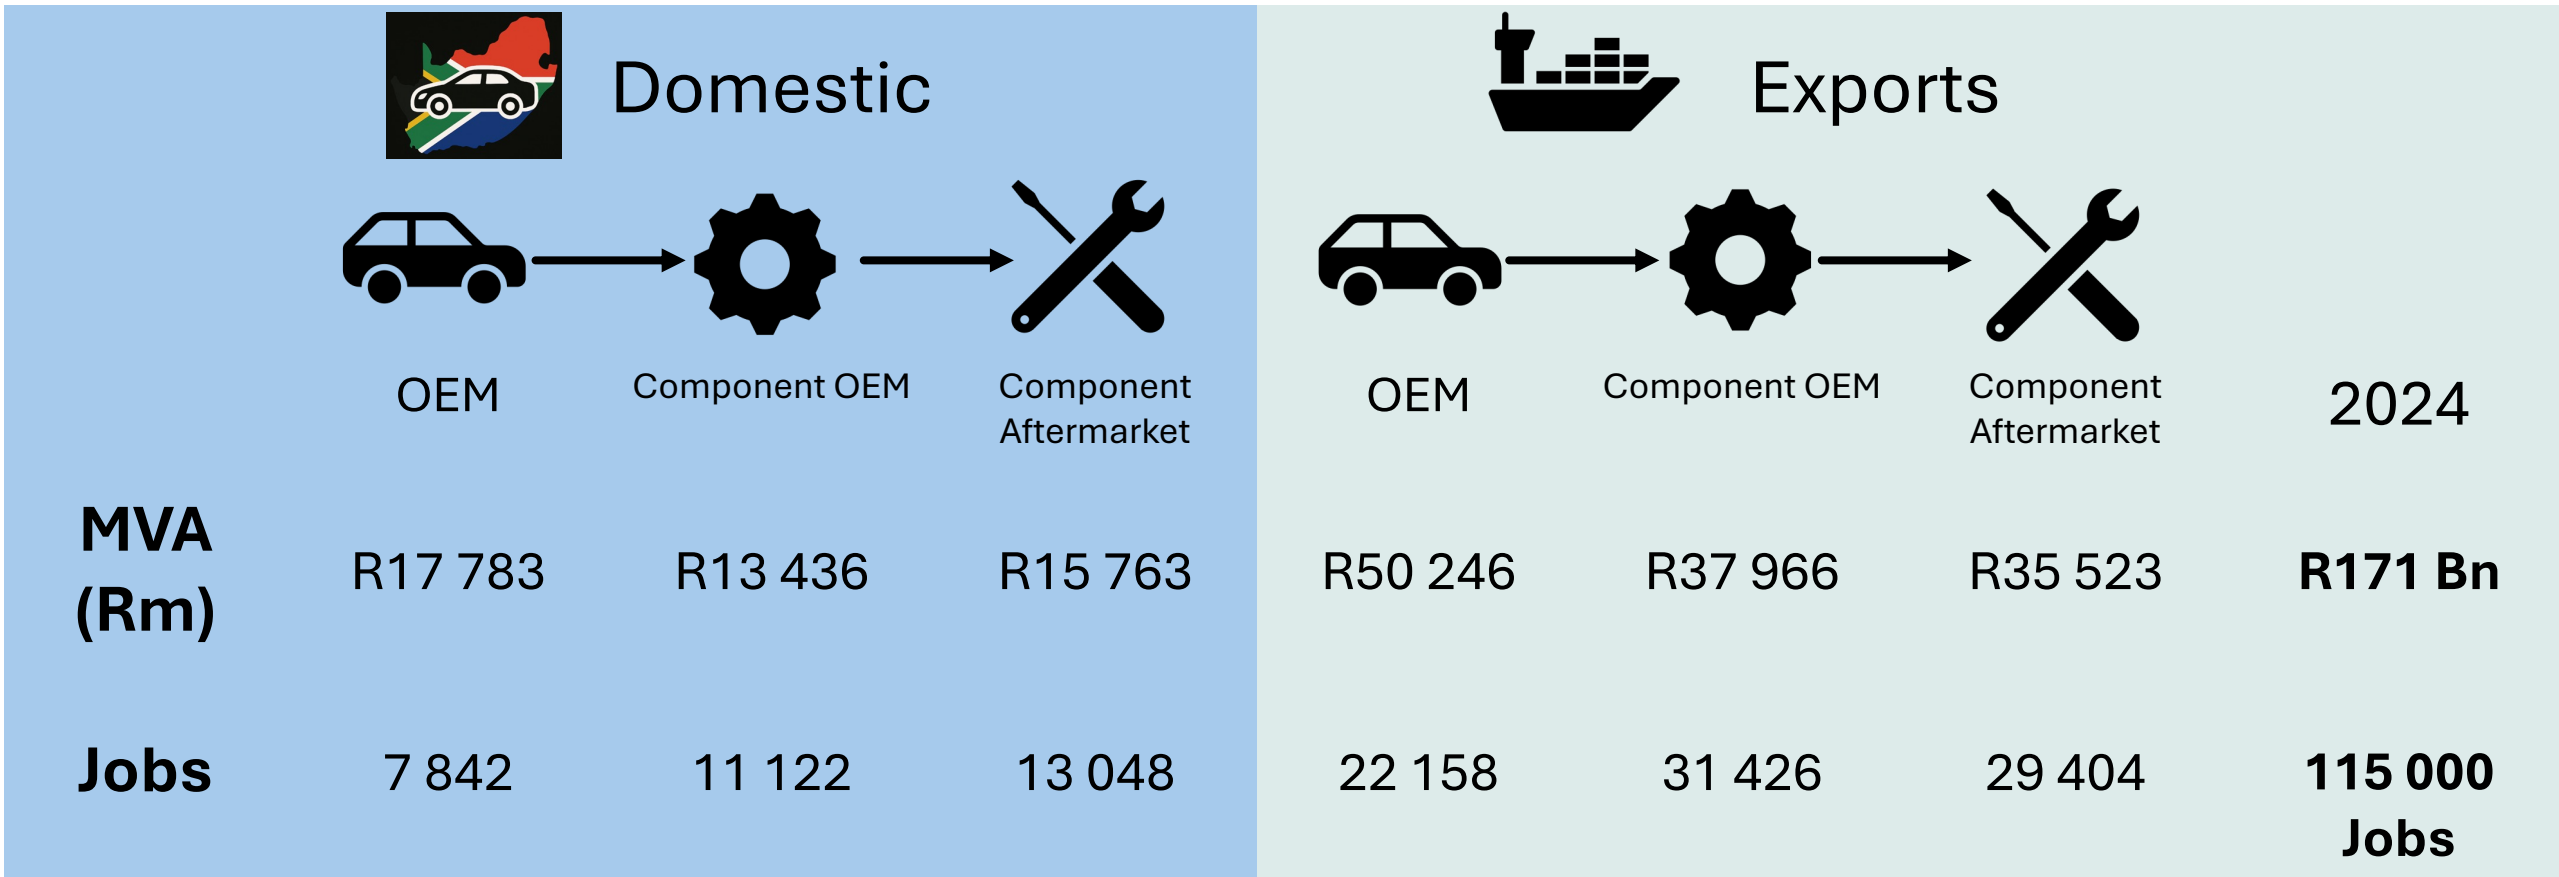 Domestic
Exports
OEM
Component OEM
Component
Aftermarket
OEM
Component OEM
Component
Aftermarket
2024
MVA
(Rm)
R17 783
R13 436
R15 763
R50 246
R37 966
R35 523
R171 Bn
Jobs
7 842
11 122
13 048
22 158
31 426
29 404
115 000
Jobs